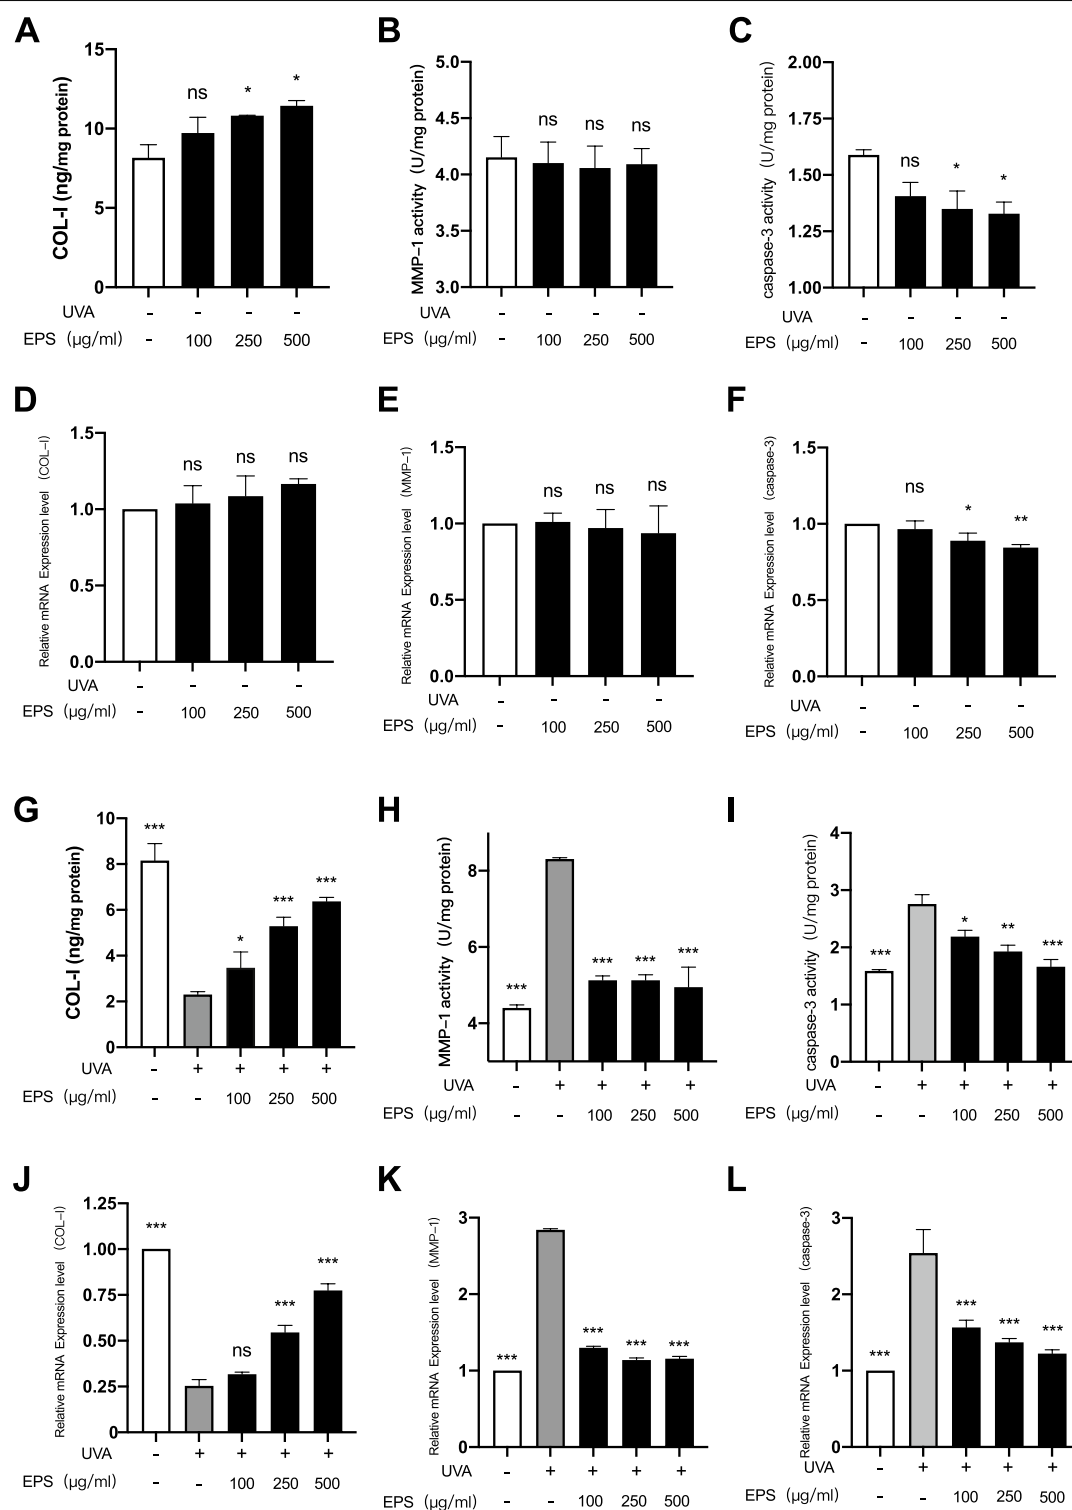 A
COL-I (ng/mg protein)
15
10
5
0
ns
*
*
UVA - - - -
EPS (μg/ml) - 100 250 500
B
MMP-1 activity (U/mg protein)
5.0
4.5
4.0
3.5
3.0
ns
ns
ns
UVA - - - -
EPS (μg/ml) - 100 250 500
C
caspase-3 activity (U/mg protein)
2.00
1.75
1.50
1.25
1.00
ns
*
*
UVA - - - -
EPS (μg/ml) - 100 250 500
D
Relative mRNA Expression level (COL-I)
1.5
1.0
0.5
0.0
ns
ns
ns
UVA - - - -
EPS (μg/ml) - 100 250 500
E
Relative mRNA Expression level (MMP-1)
1.5
1.0
0.5
0.0
ns
ns
ns
UVA - - - -
EPS (μg/ml) - 100 250 500
F
Relative mRNA Expression level (caspase-3)
1.5
1.0
0.5
0.0
ns
*
**
UVA - - - -
EPS (μg/ml) - 100 250 500
G
COL-I (ng/mg protein)
10
8
6
4
2
0
***
*
***
***
UVA - + + + +
EPS (μg/ml) - - 100 250 500
H
MMP-1 activity (U/mg protein)
8
6
4
***
***
***
***
UVA - + + + +
EPS (μg/ml) - - 100 250 500
I
caspase-3 activity (U/mg protein)
4
3
2
1
0
***
*
**
***
UVA - + + + +
EPS (μg/ml) - - 100 250 500
J
Relative mRNA Expression level (COL-I)
1.25
1.00
0.75
0.50
0.25
0
***
ns
***
***
UVA - + + + +
EPS (μg/ml) - - 100 250 500
K
Relative mRNA Expression level (MMP-1)
3
2
1
0
***
***
***
***
UVA - + + + +
EPS (μg/ml) - - 100 250 500
L
Relative mRNA Expression level (caspase-3)
3
2
1
0
***
***
***
***
UVA - + + + +
EPS (μg/ml) - - 100 250 500